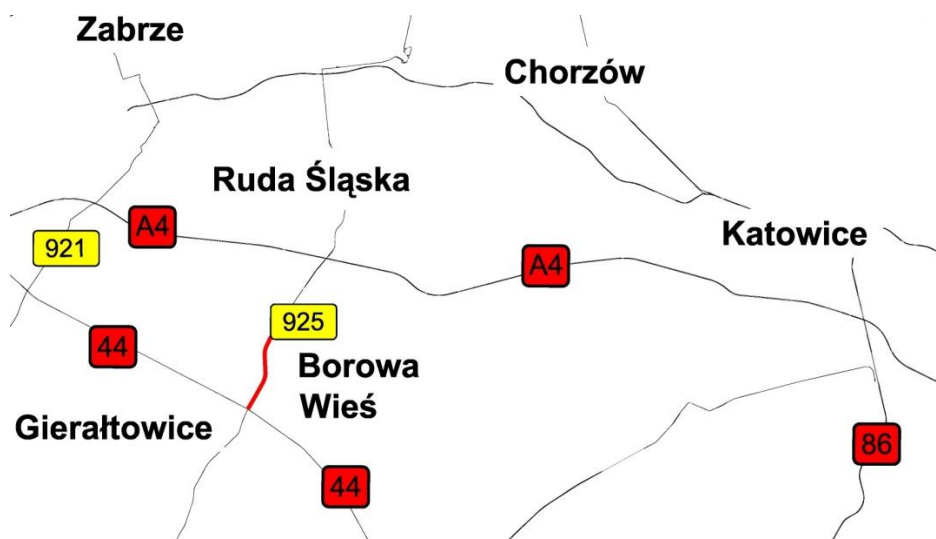 Zabrze
Chorzów
Ruda Śląska
A4
921
Katowice
A4
925
44
Borowa
Wieś
Gierałtowice
86
44